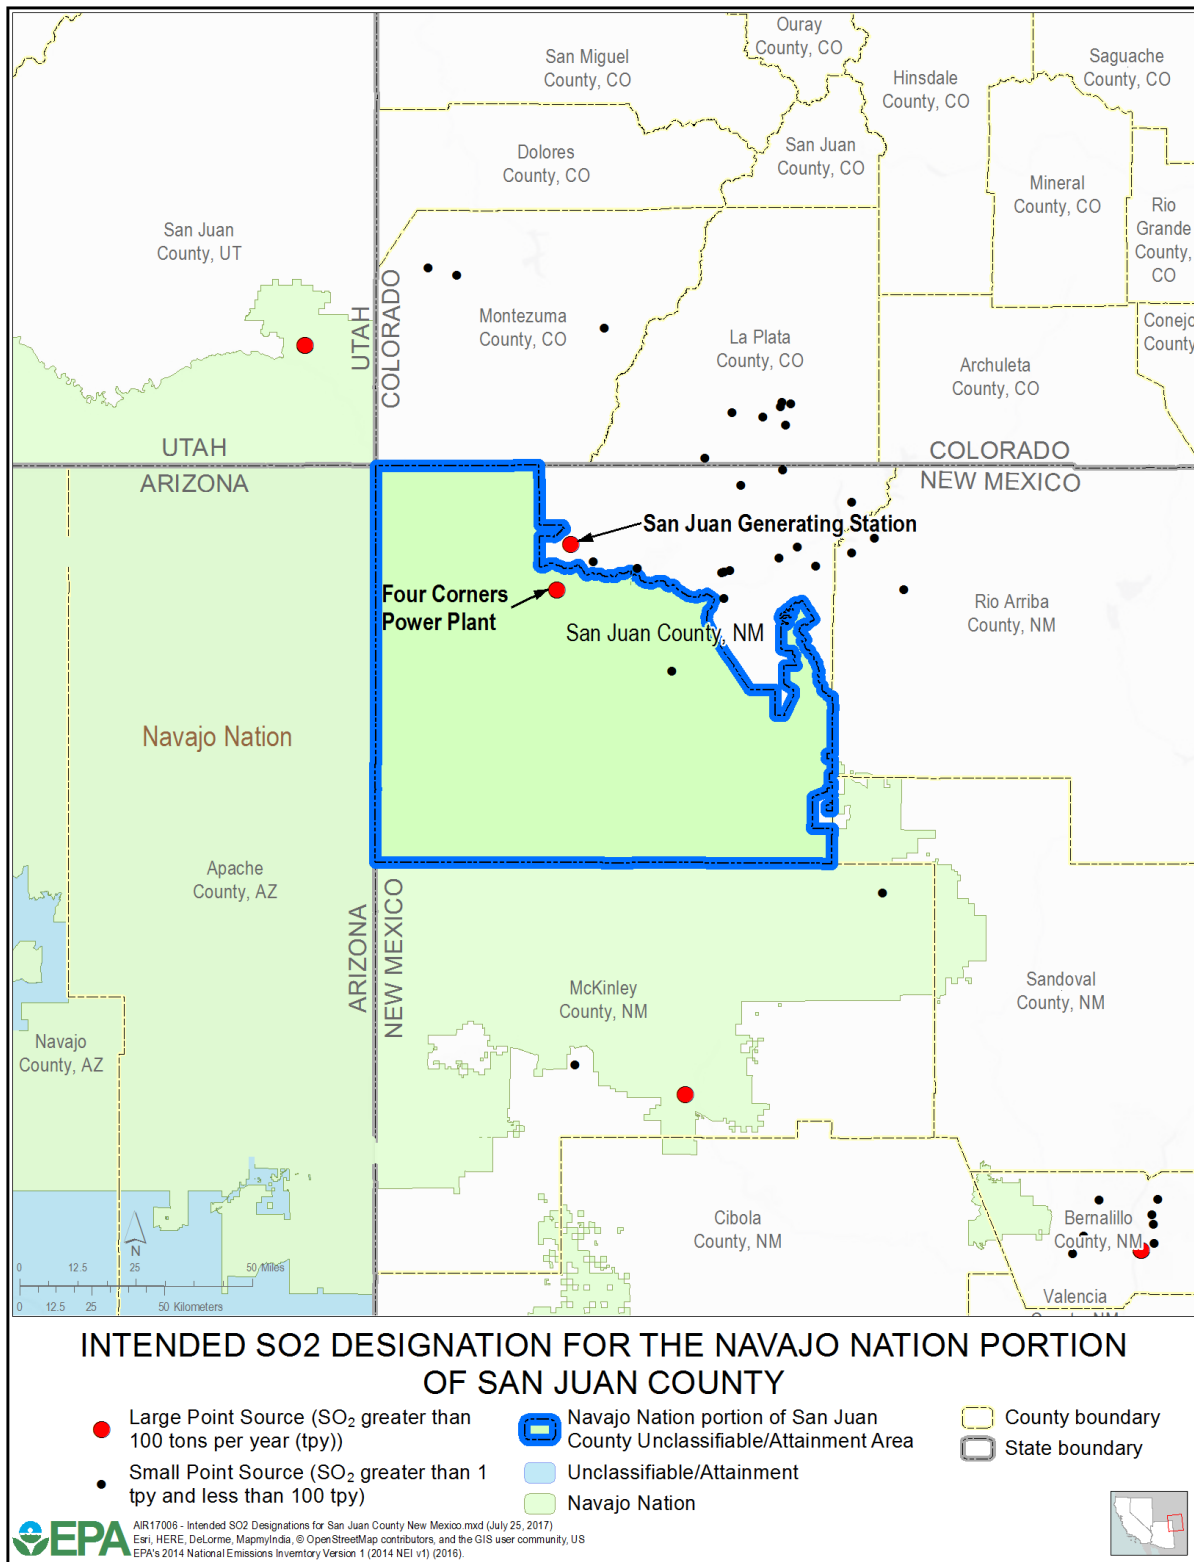 Ouray
County, CO
San Miguel
County, CO
Saguache
County, CO
Hinsdale
County, CO
San Juan
County, CO
Dolores
County, CO
Mineral
County, CO
Rio
Grande
County,
CO
San Juan
County, UT
UTAH
COLORADO
Montezuma
County, CO
La Plata
County, CO
Archuleta
County, CO
Conejo
County
UTAH
ARIZONA
COLORADO
NEW MEXICO
San Juan Generating Station
Four Corners
Power Plant
San Juan County, NM
Rio Arriba
County, NM
Navajo Nation
Apache
County, AZ
ARIZONA
NEW MEXICO
McKinley
County, NM
Sandoval
County, NM
Navajo
County, AZ
Cibola
County, NM
Bernalillo
County, NM
Valencia
N
0 12.5 25 50 Miles
0 12.5 25 50 Kilometers
INTENDED SO2 DESIGNATION FOR THE NAVAJO NATION PORTION
OF SAN JUAN COUNTY
Large Point Source (SO₂ greater than
100 tons per year (tpy))
Small Point Source (SO₂ greater than 1
tpy and less than 100 tpy)
Navajo Nation portion of San Juan
County Unclassifiable/Attainment Area
Unclassifiable/Attainment
Navajo Nation
County boundary
State boundary
EPA
AIR17006 - Intended SO2 Designations for San Juan County New Mexico.mxd (July 25, 2017)
Esri, HERE, DeLorme, MapmyIndia, © OpenStreetMap contributors, and the GIS user community, US
EPA's 2014 National Emissions Inventory Version 1 (2014 NEI v1) (2016).